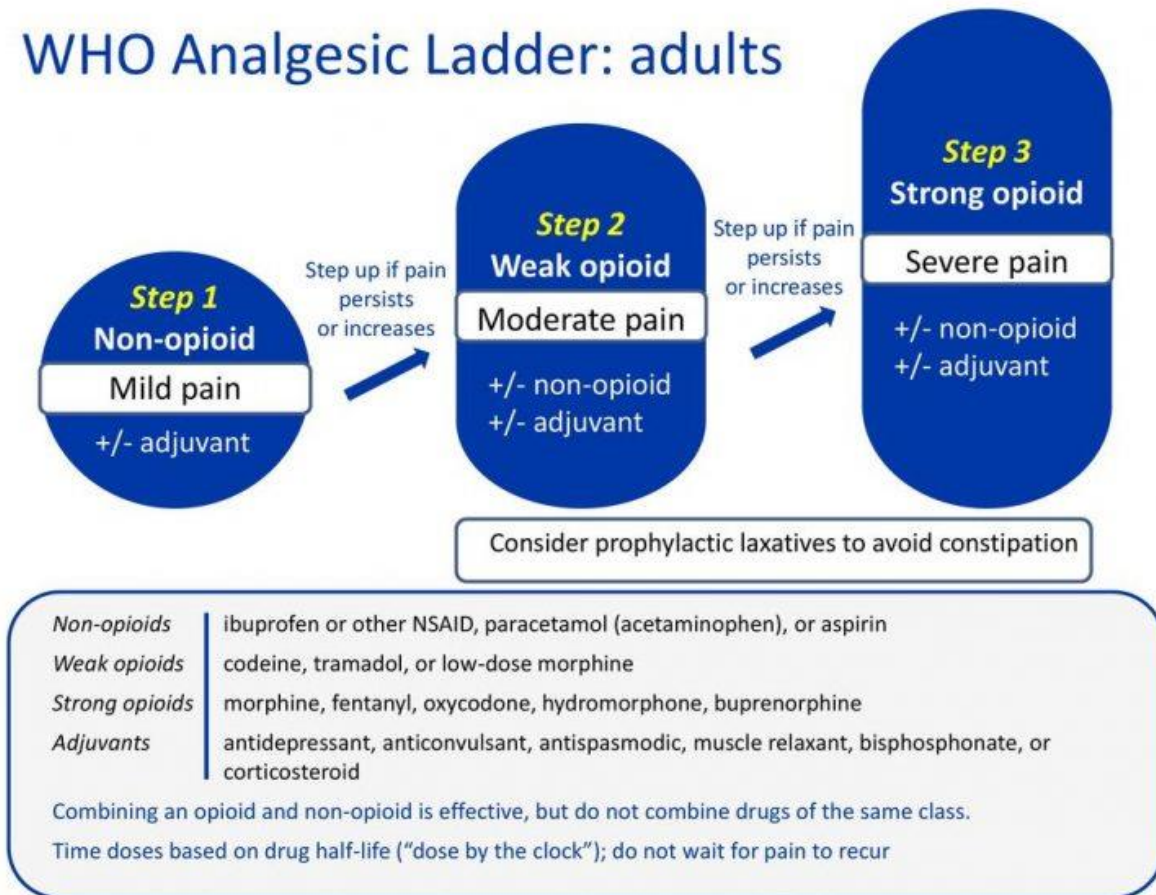 WHO Analgesic Ladder: adults
Step 1
Non-opioid
Mild pain
+/- adjuvant
Step up if pain
persists
or increases
Step 2
Weak opioid
Moderate pain
+/- non-opioid
+/- adjuvant
Step up if pain
persists
or increases
Step 3
Strong opioid
Severe pain
+/- non-opioid
+/- adjuvant
Consider prophylactic laxatives to avoid constipation
Non-opioids ibuprofen or other NSAID, paracetamol (acetaminophen), or aspirin
Weak opioids codeine, tramadol, or low-dose morphine
Strong opioids morphine, fentanyl, oxycodone, hydromorphone, buprenorphine
Adjuvants antidepressant, anticonvulsant, antispasmodic, muscle relaxant, bisphosphonate, or
corticosteroid
Combining an opioid and non-opioid is effective, but do not combine drugs of the same class.
Time doses based on drug half-life (“dose by the clock”); do not wait for pain to recur